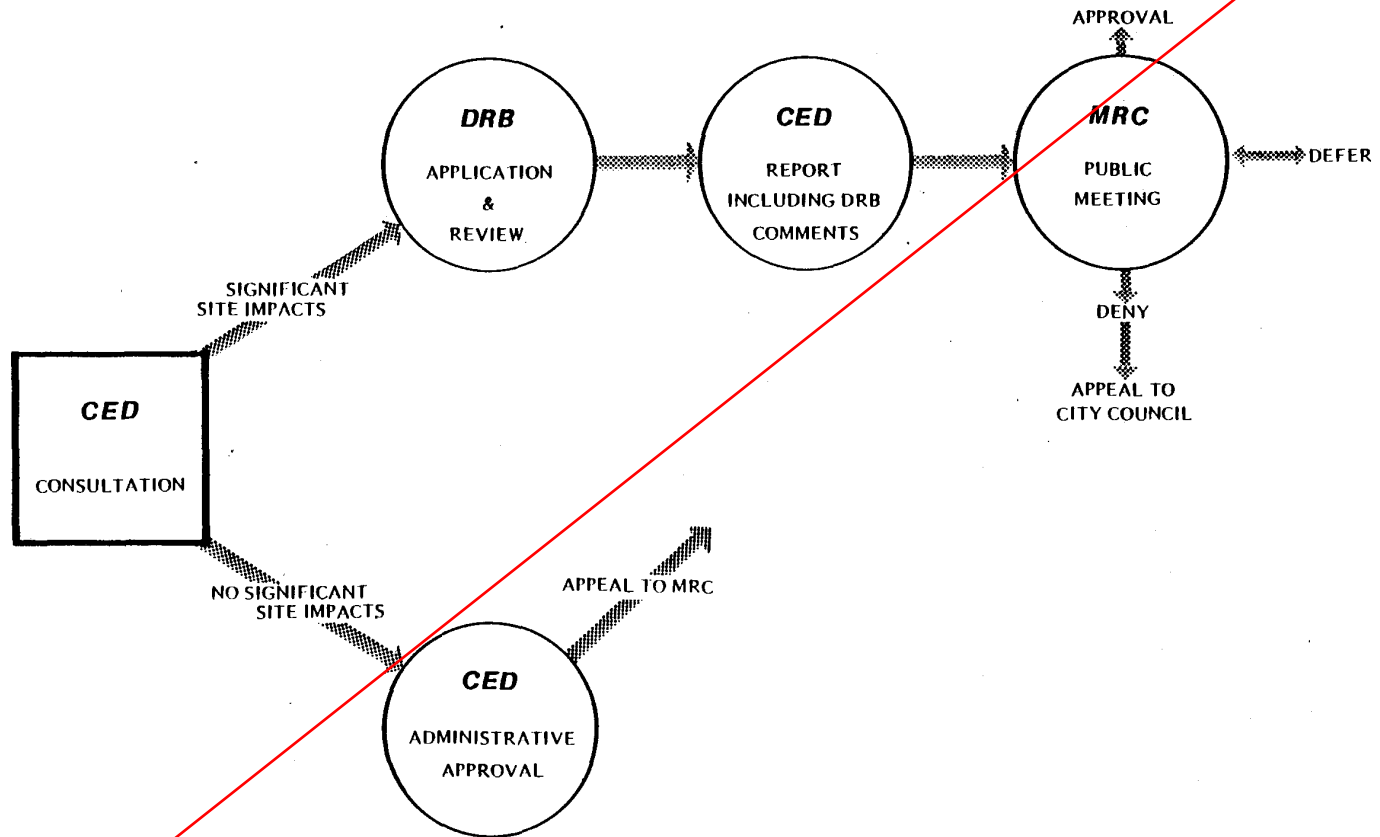 APPROVAL
DRB
APPLICATION
&
REVIEW
CED
REPORT
INCLUDING DRB
COMMENTS
MRC
PUBLIC
MEETING
DEFER
SIGNIFICANT
SITE IMPACTS
DENY
APPEAL TO
CITY COUNCIL
CED
CONSULTATION
NO SIGNIFICANT
SITE IMPACTS
APPEAL TO MRC
CED
ADMINISTRATIVE
APPROVAL